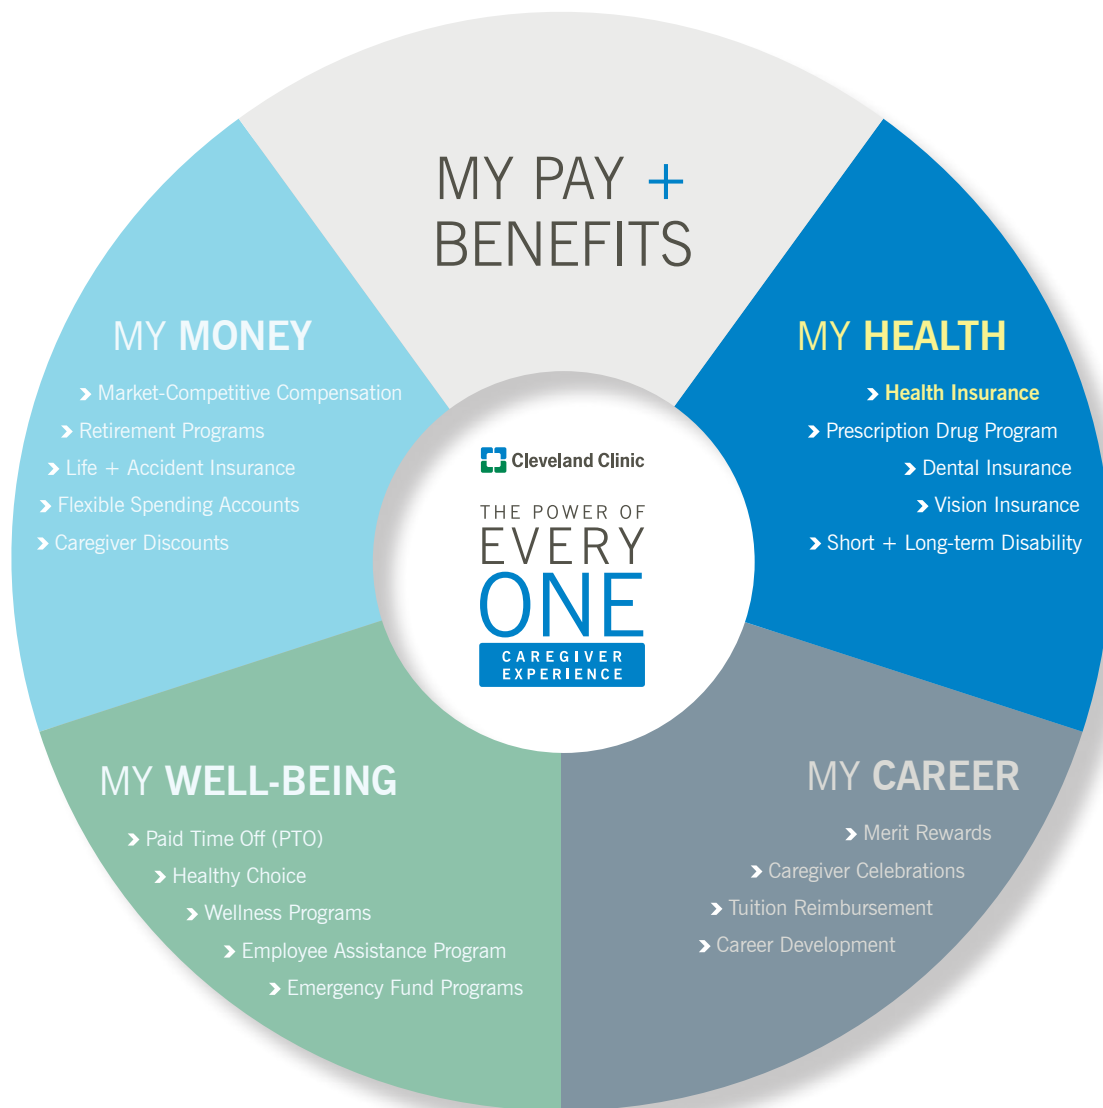 MY PAY +
BENEFITS
MY MONEY
› Market-Competitive Compensation
› Retirement Programs
› Life + Accident Insurance
› Flexible Spending Accounts
› Caregiver Discounts
MY HEALTH
› Health Insurance
› Prescription Drug Program
› Dental Insurance
› Vision Insurance
› Short + Long-term Disability
Cleveland Clinic
THE POWER OF
EVERY
ONE
CAREGIVER
EXPERIENCE
MY WELL-BEING
› Paid Time Off (PTO)
› Healthy Choice
› Wellness Programs
› Employee Assistance Program
› Emergency Fund Programs
MY CAREER
› Merit Rewards
› Caregiver Celebrations
› Tuition Reimbursement
› Career Development